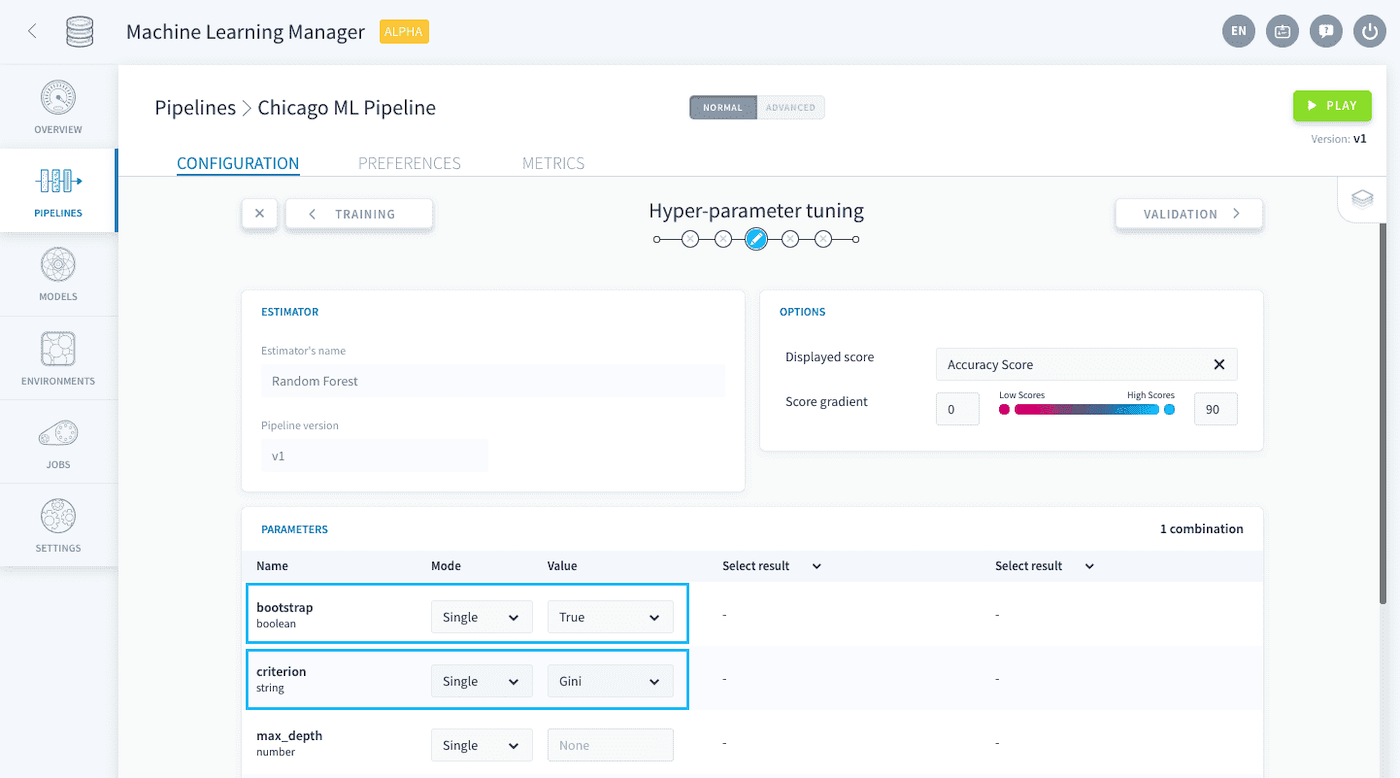 Machine Learning Manager ALPHA
EN
OVERVIEW
PIPELINES
MODELS
ENVIRONMENTS
JOBS
SETTINGS
Pipelines > Chicago ML Pipeline
NORMAL ADVANCED
PLAY
Version: v1
CONFIGURATION PREFERENCES METRICS
TRAINING
Hyper-parameter tuning
VALIDATION
ESTIMATOR
Estimator's name
Random Forest
Pipeline version
v1
OPTIONS
Displayed score
Accuracy Score
Score gradient
0
Low Scores High Scores
90
PARAMETERS
1 combination
Name Mode Value Select result Select result
bootstrap
boolean
Single True - -
criterion
string
Single Gini - -
max_depth
number
Single None - -